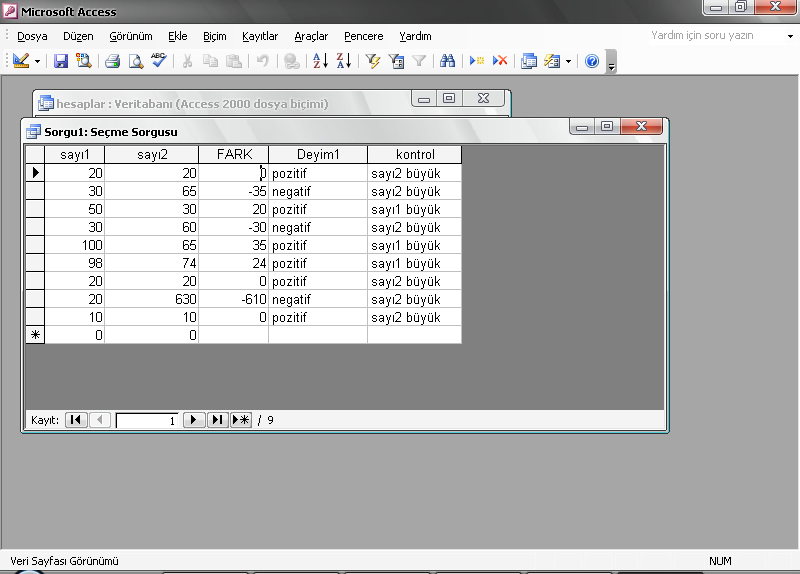 Microsoft Access
Dosya Düzen Görünüm Ekle Biçim Kayıtlar Araçlar Pencere Yardım Yardım için soru yazın
hesaplar : Veritabanı (Access 2000 dosya biçimi)
Sorgu1: Seçme Sorgusu
sayı1 sayı2 FARK Deyim1 kontrol
20 20 0 pozitif sayı2 büyük
30 65 -35 negatif sayı2 büyük
50 30 20 pozitif sayı1 büyük
30 60 -30 negatif sayı2 büyük
100 65 35 pozitif sayı1 büyük
98 74 24 pozitif sayı1 büyük
20 20 0 pozitif sayı2 büyük
20 630 -610 negatif sayı2 büyük
10 10 0 pozitif sayı2 büyük
0 0
Kayıt: 1 / 9
Veri Sayfası Görünümü NUM